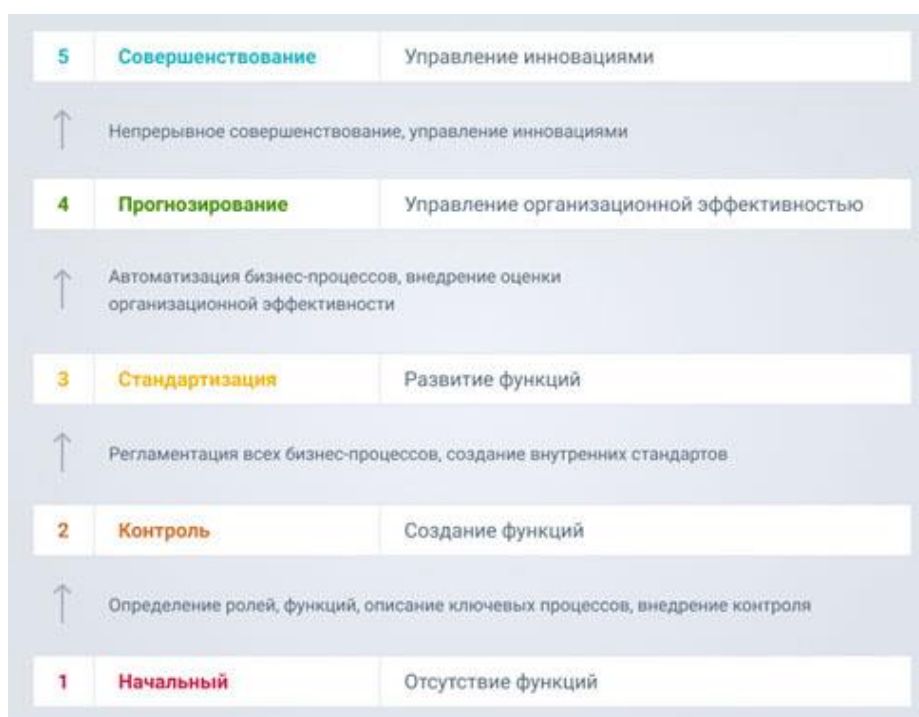 5 Совершенствование Управление инновациями
Непрерывное совершенствование, управление инновациями
4 Прогнозирование Управление организационной эффективностью
Автоматизация бизнес-процессов, внедрение оценки
организационной эффективности
3 Стандартизация Развитие функций
Регламентация всех бизнес-процессов, создание внутренних стандартов
2 Контроль Создание функций
Определение ролей, функций, описание ключевых процессов, внедрение контроля
1 Начальный Отсутствие функций